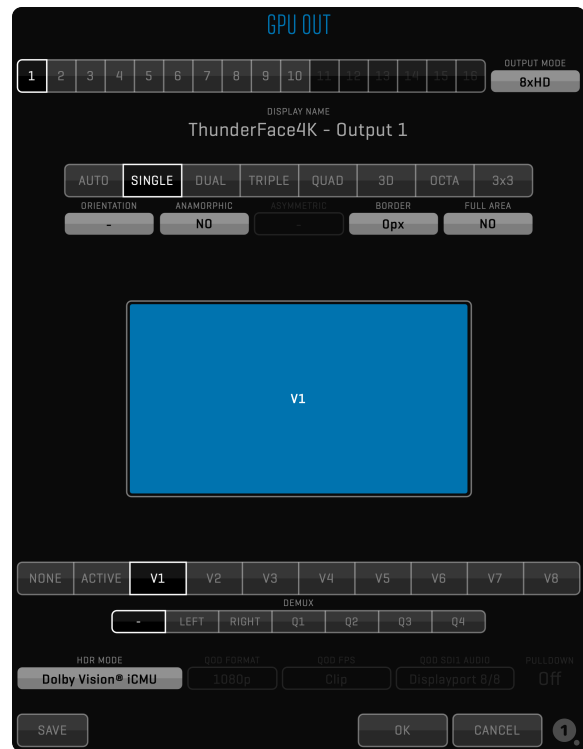 GPU OUT
OUTPUT MODE
1 2 3 4 5 6 7 8 9 10 11 12 13 14 15 16 8xHD
DISPLAY NAME
ThunderFace4K - Output 1
AUTO SINGLE DUAL TRIPLE QUAD 3D OCTA 3x3
ORIENTATION ANAMORPHIC ASYMMETRIC BORDER FULL AREA
- NO - 0px NO
V1
NONE ACTIVE V1 V2 V3 V4 V5 V6 V7 V8
DEMUX
- LEFT RIGHT Q1 Q2 Q3 Q4
HDR MODE QOD FORMAT QOD FPS QOD SDI1 AUDIO PULLDOWN
Dolby Vision® iCMU 1080p Clip Displayport 6/8 Off
SAVE OK CANCEL 1